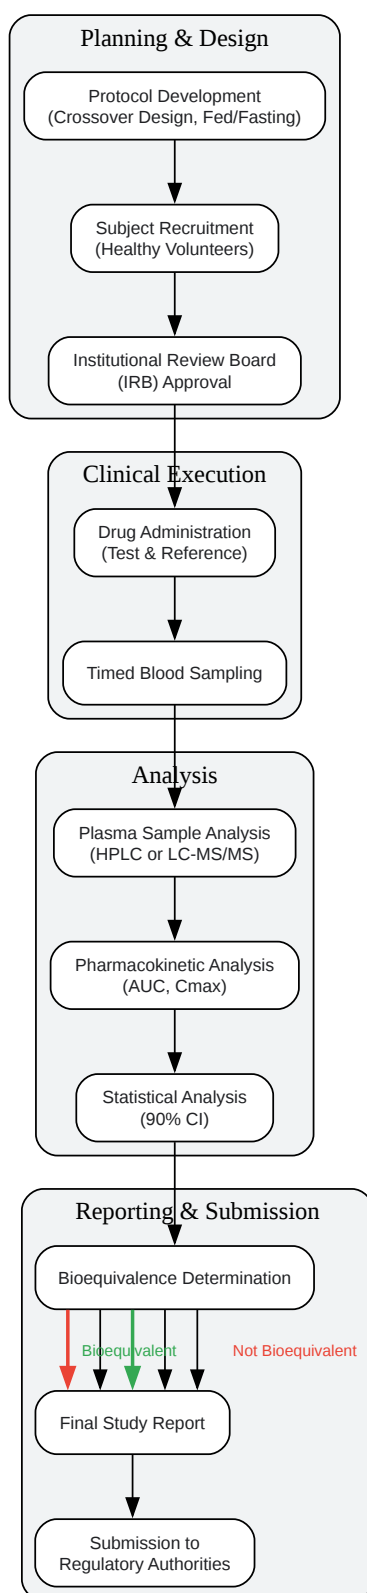 Planning & Design
Protocol Development
(Crossover Design, Fed/Fasting)
Subject Recruitment
(Healthy Volunteers)
Institutional Review Board
(IRB) Approval
Clinical Execution
Drug Administration
(Test & Reference)
Timed Blood Sampling
Analysis
Plasma Sample Analysis
(HPLC or LC-MS/MS)
Pharmacokinetic Analysis
(AUC, Cmax)
Statistical Analysis
(90% CI)
Reporting & Submission
Bioequivalence Determination
Bioequivalent
Not Bioequivalent
Final Study Report
Submission to
Regulatory Authorities